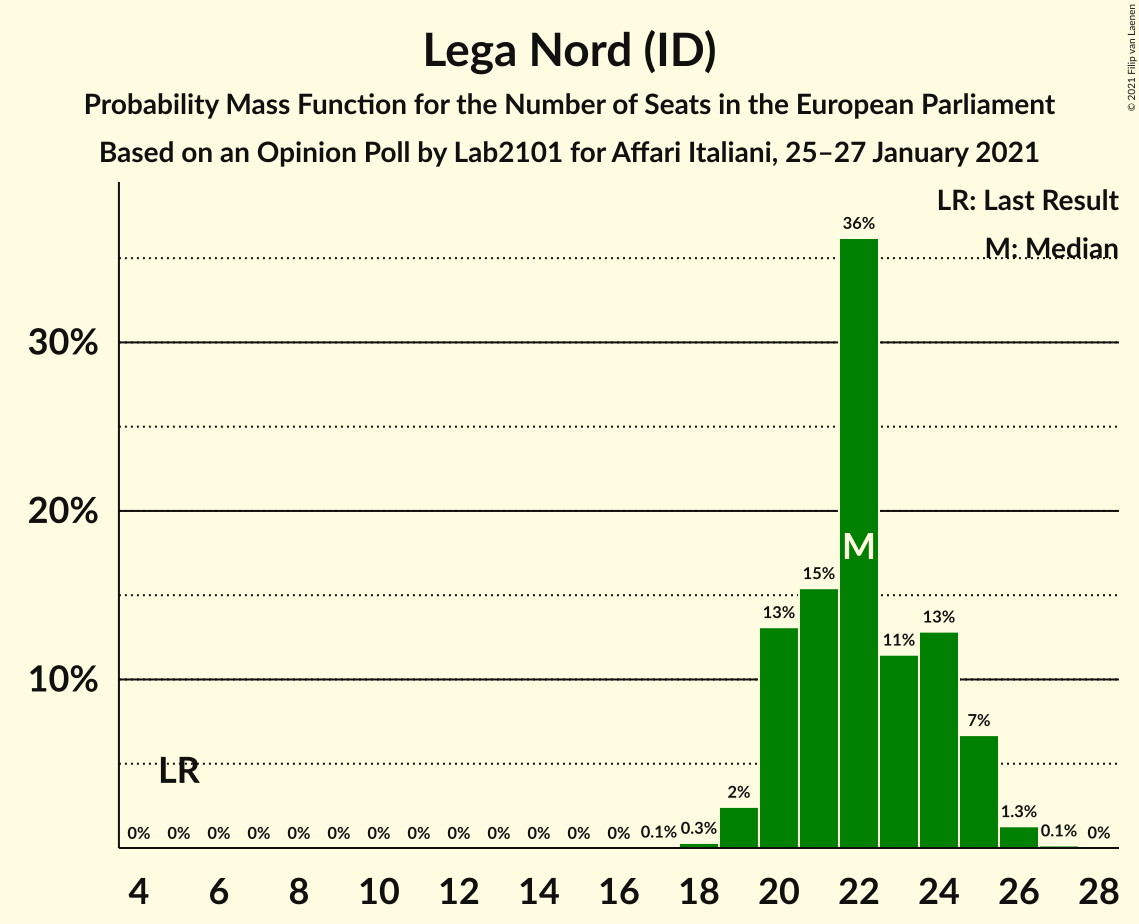 Lega Nord (ID)
Probability Mass Function for the Number of Seats in the European Parliament
Based on an Opinion Poll by Lab2101 for Affari Italiani, 25–27 January 2021
© 2021 Filip van Laenen
LR: Last Result
M: Median
36%
30%
20%
M
15%
13%
13%
11%
10%
7%
LR
2%
1.3%
0% 0% 0% 0% 0% 0% 0% 0% 0% 0% 0% 0% 0% 0.1% 0.3% 0.1% 0%
4 6 8 10 12 14 16 18 20 22 24 26 28